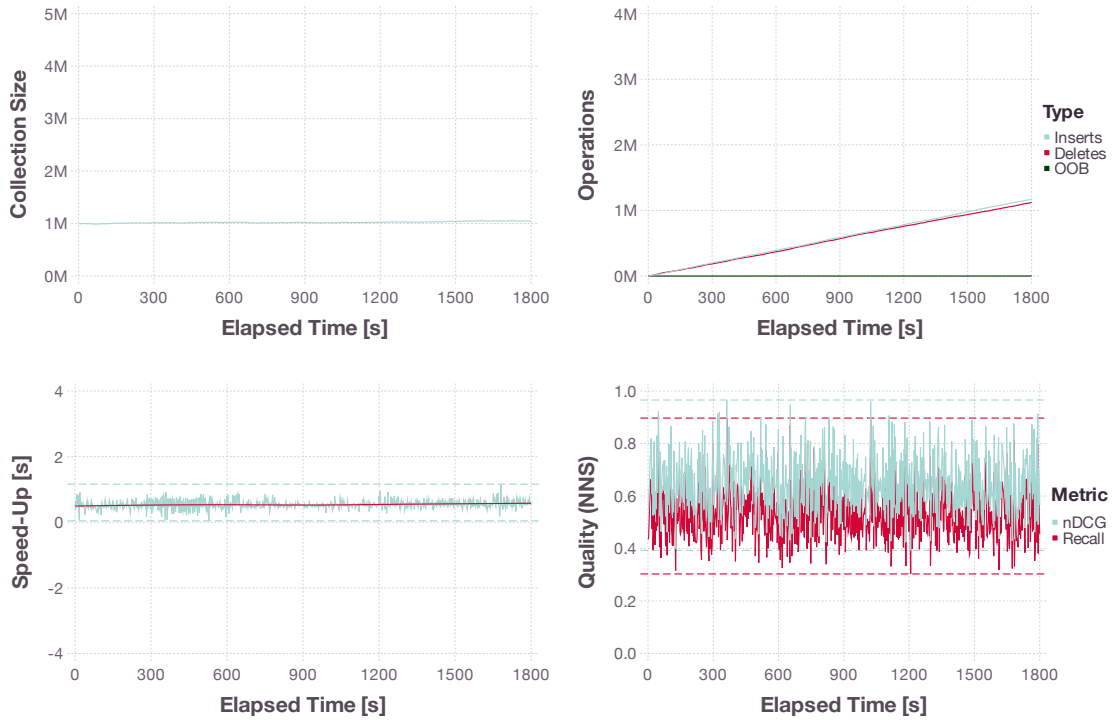 Collection Size
5M
4M
3M
2M
1M
0M
0
300
600
900
1200
1500
1800
Elapsed Time [s]
Operations
4M
3M
2M
1M
0M
0
300
600
900
1200
1500
1800
Elapsed Time [s]
Type
Inserts
Deletes
OOB
Speed-Up [s]
4
2
0
-2
-4
0
300
600
900
1200
1500
1800
Elapsed Time [s]
Quality (NNS)
1.0
0.8
0.6
0.4
0.2
0.0
0
300
600
900
1200
1500
1800
Elapsed Time [s]
Metric
nDCG
Recall